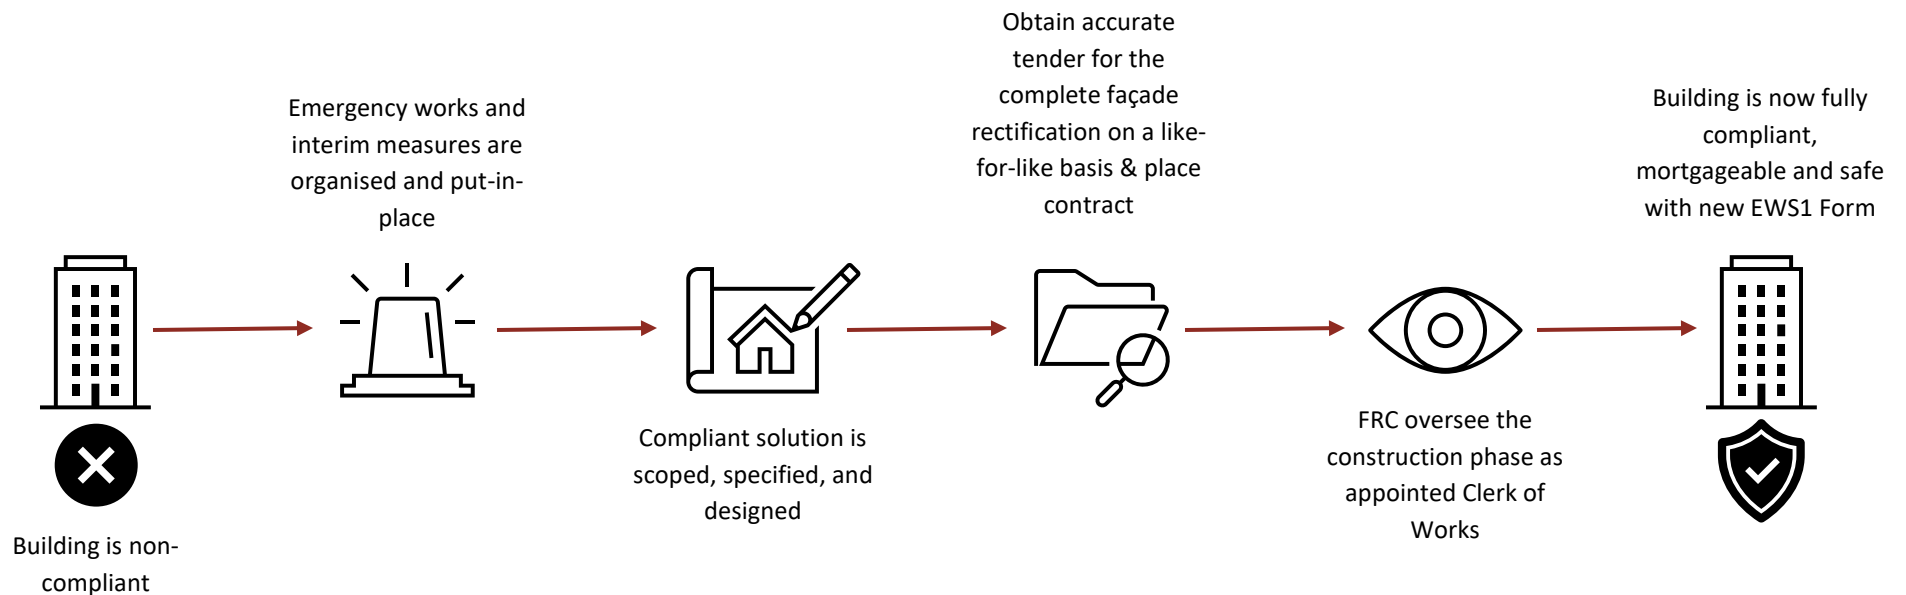 Building is non-
compliant
Emergency works and
interim measures are
organised and put-in-
place
Compliant solution is
scoped, specified, and
designed
Obtain accurate
tender for the
complete façade
rectification on a like-
for-like basis & place
contract
FRC oversee the
construction phase as
appointed Clerk of
Works
Building is now fully
compliant,
mortgageable and safe
with new EWS1 Form